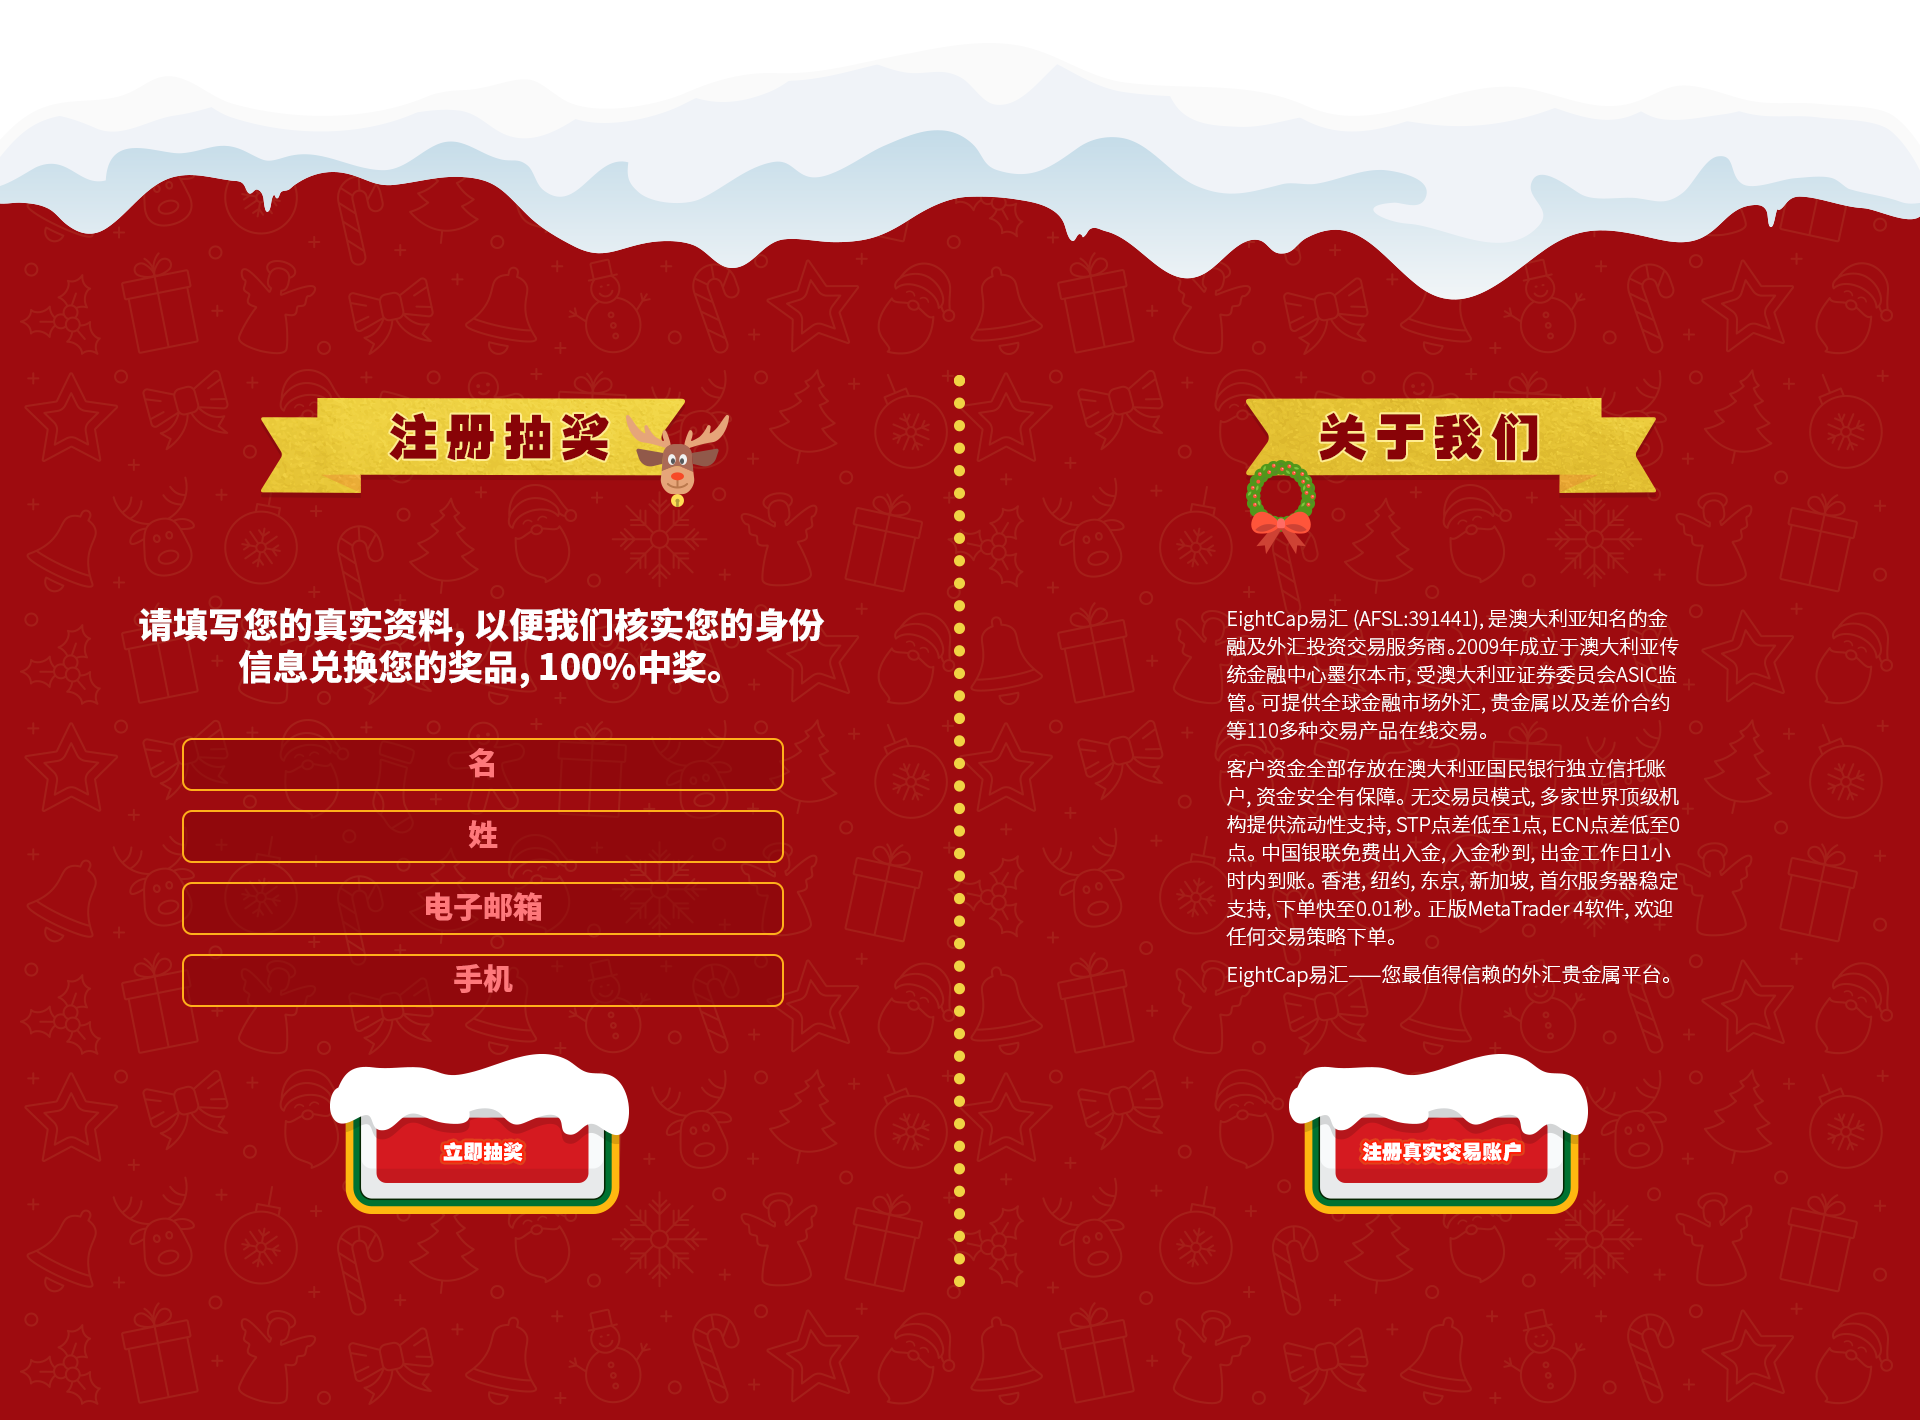 注册抽奖
请填写您的真实资料, 以便我们核实您的身份
信息兑换您的奖品, 100%中奖。
名
姓
电子邮箱
手机
立即抽奖
关于我们
EightCap易汇 (AFSL:391441), 是澳大利亚知名的金
融及外汇投资交易服务商。2009年成立于澳大利亚传
统金融中心墨尔本市, 受澳大利亚证券委员会ASIC监
管。可提供全球金融市场外汇, 贵金属以及差价合约
等110多种交易产品在线交易。
客户资金全部存放在澳大利亚国民银行独立信托账
户, 资金安全有保障。无交易员模式, 多家世界顶级机
构提供流动性支持, STP点差低至1点, ECN点差低至0
点。中国银联免费出入金, 入金秒到, 出金工作日1小
时内到账。香港, 纽约, 东京, 新加坡, 首尔服务器稳定
支持, 下单快至0.01秒。正版MetaTrader 4软件, 欢迎
任何交易策略下单。
EightCap易汇——您最值得信赖的外汇贵金属平台。
注册真实交易账户